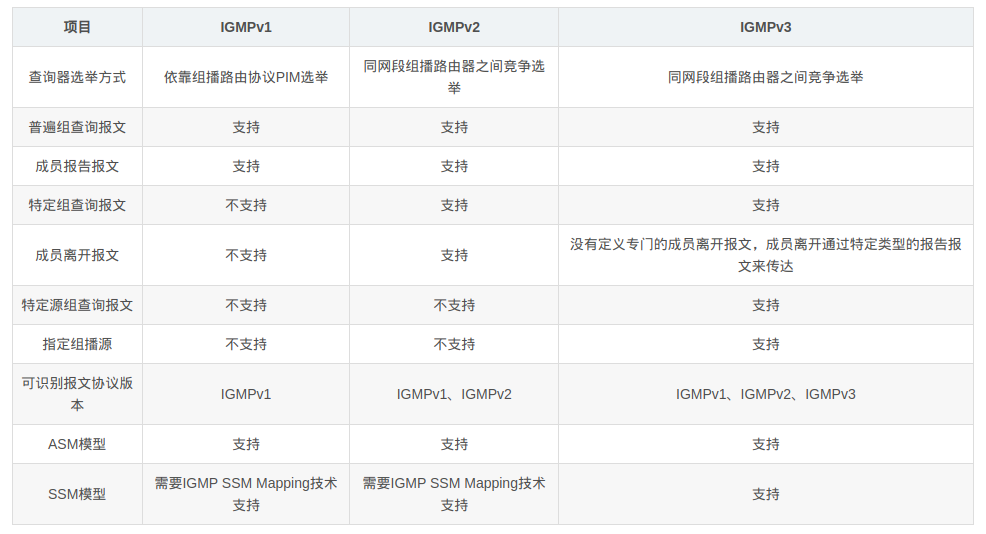 项目 IGMPv1 IGMPv2 IGMPv3
查询器选举方式 依靠组播路由协议PIM选举 同网段组播路由器之间竞争选
举 同网段组播路由器之间竞争选举
普遍组查询报文 支持 支持 支持
成员报告报文 支持 支持 支持
特定组查询报文 不支持 支持 支持
成员离开报文 不支持 支持 没有定义专门的成员离开报文，成员离开通过特定类型的报告报
文来传达
特定源组查询报文 不支持 不支持 支持
指定组播源 不支持 不支持 支持
可识别报文协议版
本 IGMPv1 IGMPv1、IGMPv2 IGMPv1、IGMPv2、IGMPv3
ASM模型 支持 支持 支持
SSM模型 需要IGMP SSM Mapping技术
支持 需要IGMP SSM Mapping技术
支持 支持